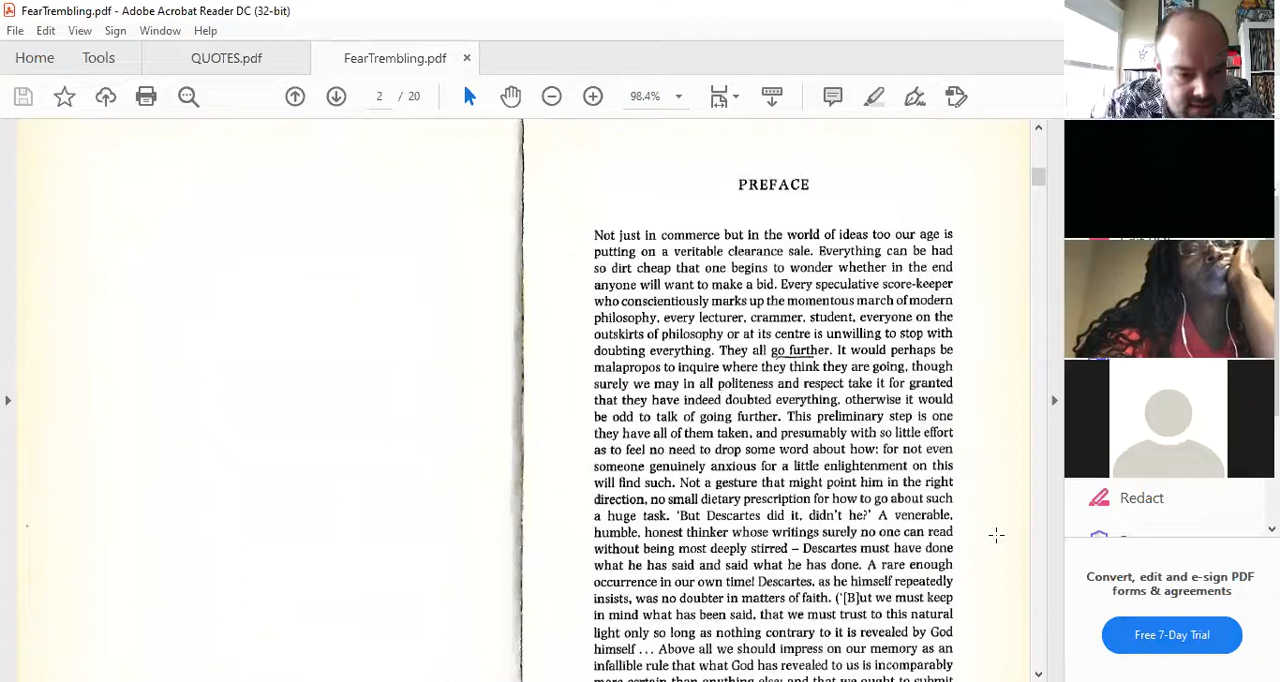 FearTrembling.pdf - Adobe Acrobat Reader DC (32-bit)
File Edit View Sign Window Help
Home Tools QUOTES.pdf FearTrembling.pdf ×
2 / 20 98.4%
PREFACE
Not just in commerce but in the world of ideas too our age is
putting on a veritable clearance sale. Everything can be had
so dirt cheap that one begins to wonder whether in the end
anyone will want to make a bid. Every speculative score-keeper
who conscientiously marks up the momentous march of modern
philosophy, every lecturer, crammer, student, everyone on the
outskirts of philosophy or at its centre is unwilling to stop with
doubting everything. They all go further. It would perhaps be
malapropos to inquire where they think they are going, though
surely we may in all politeness and respect take it for granted
that they have indeed doubted everything, otherwise it would
be odd to talk of going further. This preliminary step is one
they have all of them taken, and presumably with so little effort
as to feel no need to drop some word about how; for not even
someone genuinely anxious for a little enlightenment on this
will find such. Not a gesture that might point him in the right
direction, no small dietary prescription for how to go about such
a huge task. 'But Descartes did it, didn't he?' A venerable,
humble, honest thinker whose writings surely no one can read
without being most deeply stirred – Descartes must have done
what he has said and said what he has done. A rare enough
occurrence in our own time! Descartes, as he himself repeatedly
insists, was no doubter in matters of faith. ('[B]ut we must keep
in mind what has been said, that we must trust to this natural
light only so long as nothing contrary to it is revealed by God
himself ... Above all we should impress on our memory as an
infallible rule that what God has revealed to us is incomparably
more certain than anything else; and that we ought to submit
Redact
Convert, edit and e-sign PDF
forms & agreements
Free 7-Day Trial